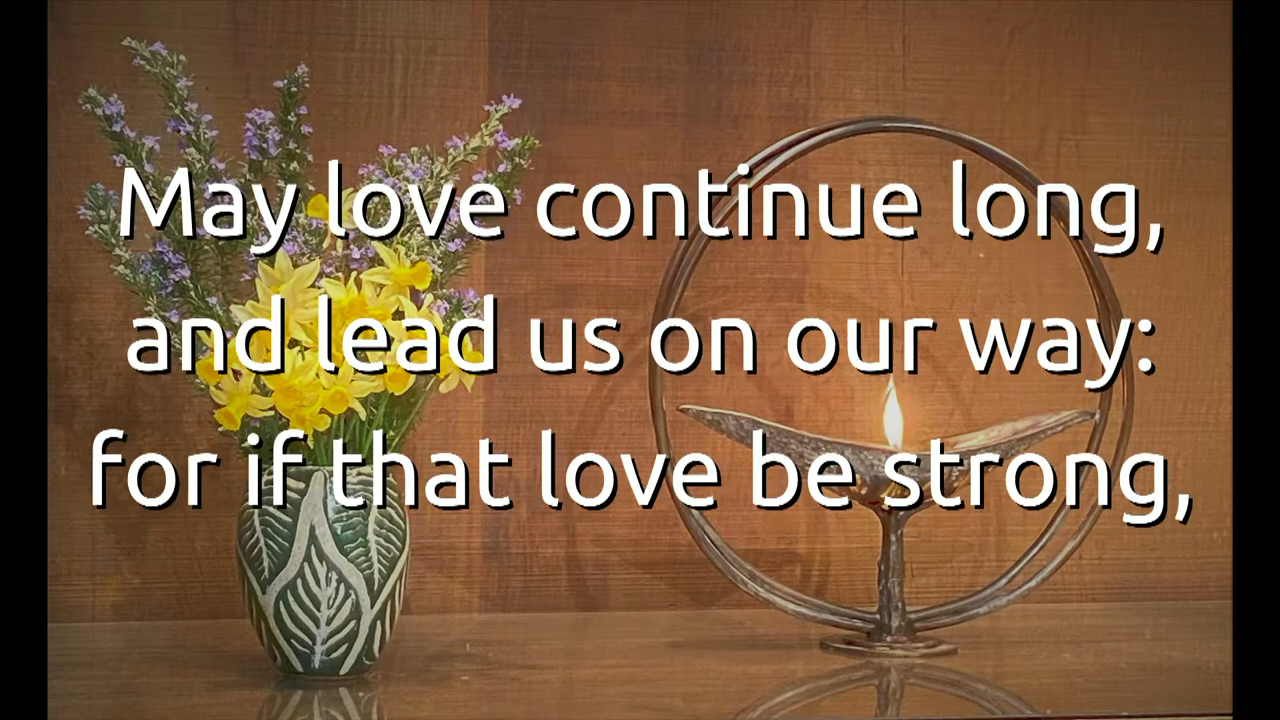 May love continue long,
and lead us on our way:
for if that love be strong,